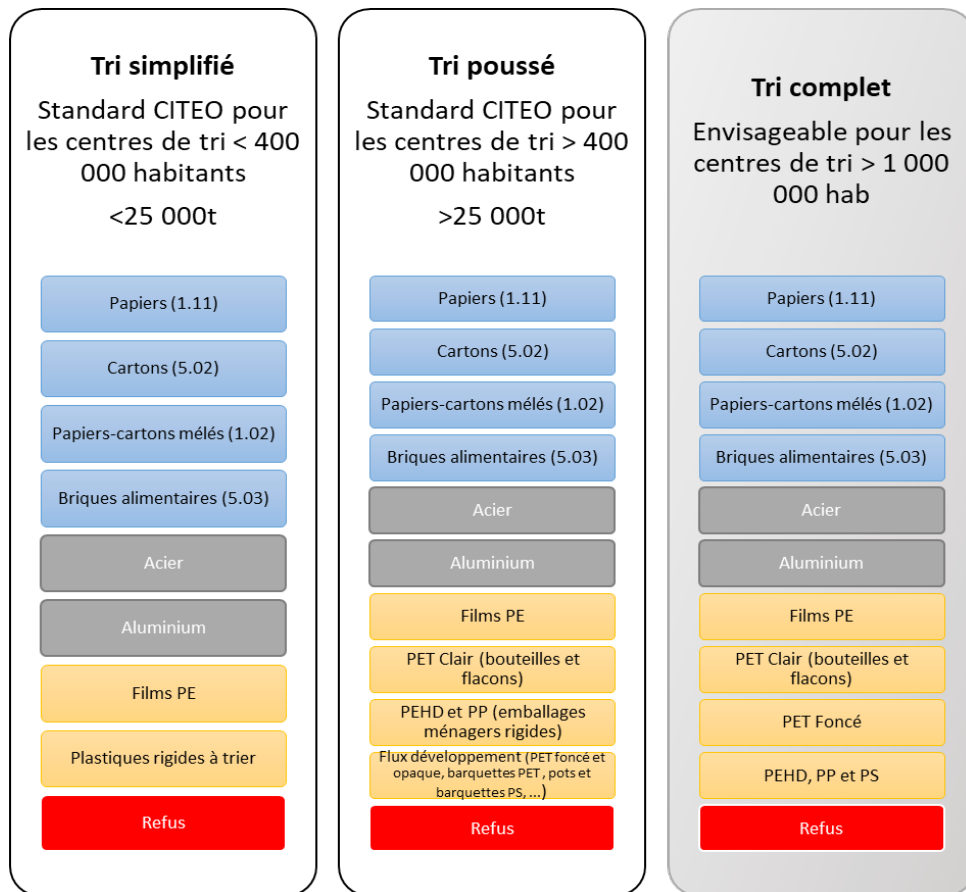 Tri simplifié
Standard CITEO pour
les centres de tri < 400
000 habitants
<25 000t
Papiers (1.11)
Cartons (5.02)
Papiers-cartons mélés (1.02)
Briques alimentaires (5.03)
Acier
Aluminium
Films PE
Plastiques rigides à trier
Refus
Tri poussé
Standard CITEO pour
les centres de tri > 400
000 habitants
>25 000t
Papiers (1.11)
Cartons (5.02)
Papiers-cartons mélés (1.02)
Briques alimentaires (5.03)
Acier
Aluminium
Films PE
PET Clair (bouteilles et
flacons)
PEHD et PP (emballages
ménagers rigides)
Flux développement (PET foncé et
opaque, barquettes PET , pots et
barquettes PS, ...)
Refus
Tri complet
Envisageable pour les
centres de tri > 1 000
000 hab
Papiers (1.11)
Cartons (5.02)
Papiers-cartons mélés (1.02)
Briques alimentaires (5.03)
Acier
Aluminium
Films PE
PET Clair (bouteilles et
flacons)
PET Foncé
PEHD, PP et PS
Refus